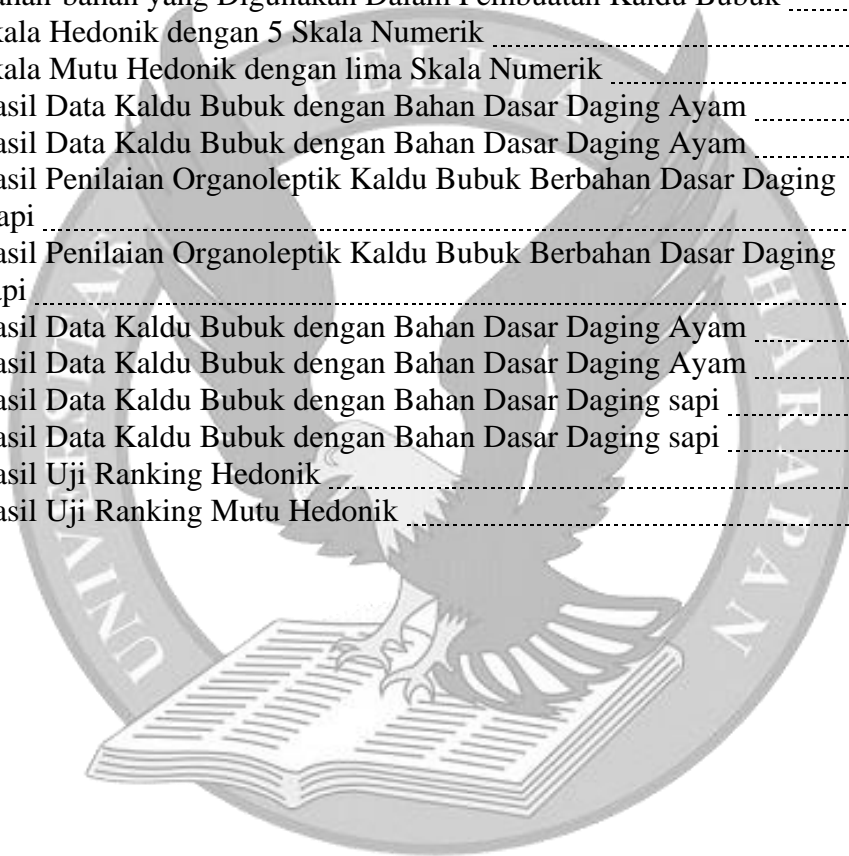 ahan-bahan yang Digunakan Dalam Pembuatan Kaldu Bubuk
kala Hedonik dengan 5 Skala Numerik
kala Mutu Hedonik dengan lima Skala Numerik
asil Data Kaldu Bubuk dengan Bahan Dasar Daging Ayam
asil Data Kaldu Bubuk dengan Bahan Dasar Daging Ayam
asil Penilaian Organoleptik Kaldu Bubuk Berbahan Dasar Daging
api
asil Penilaian Organoleptik Kaldu Bubuk Berbahan Dasar Daging
api
asil Data Kaldu Bubuk dengan Bahan Dasar Daging Ayam
asil Data Kaldu Bubuk dengan Bahan Dasar Daging Ayam
asil Data Kaldu Bubuk dengan Bahan Dasar Daging sapi
asil Data Kaldu Bubuk dengan Bahan Dasar Daging sapi
asil Uji Ranking Hedonik
asil Uji Ranking Mutu Hedonik
UNIVERSITAS PELITA HARAPAN